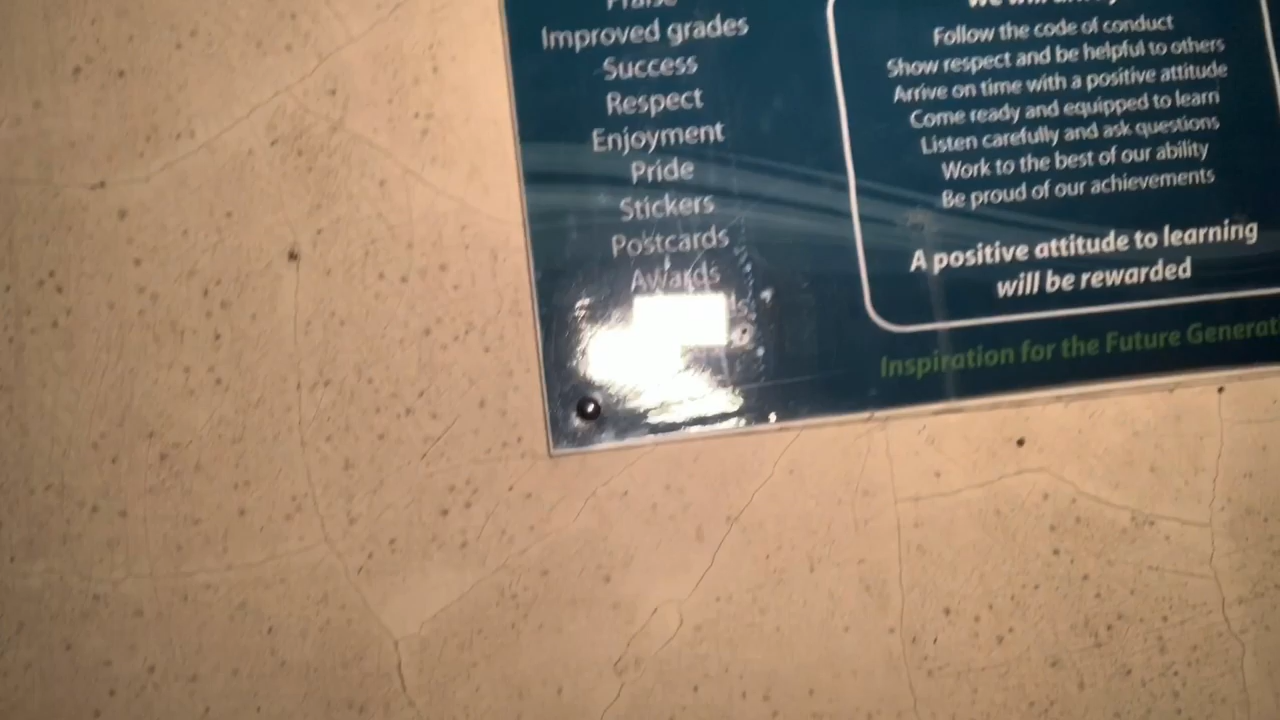 Praise
Improved grades
Success
Respect
Enjoyment
Pride
Stickers
Postcards
Awards
We will
Follow the code of conduct
Show respect and be helpful to others
Arrive on time with a positive attitude
Come ready and equipped to learn
Listen carefully and ask questions
Work to the best of our ability
Be proud of our achievements
A positive attitude to learning
will be rewarded
Inspiration for the Future